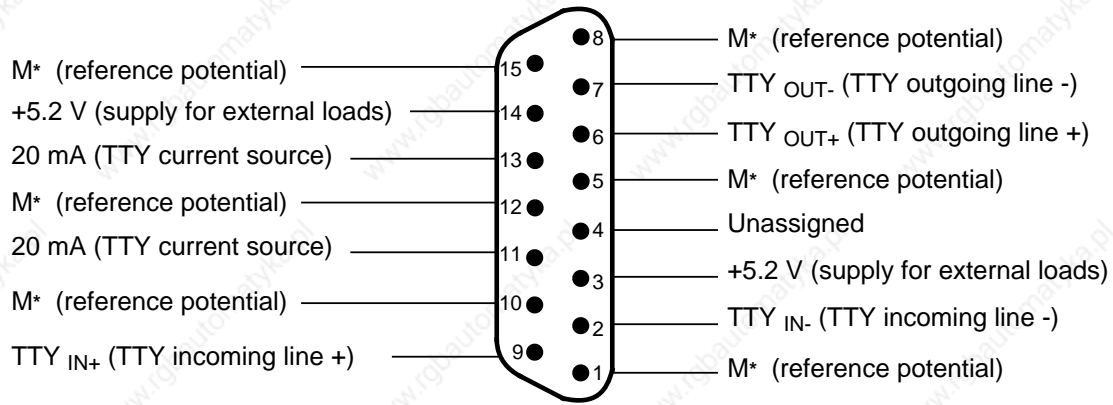 M* (reference potential)
+5.2 V (supply for external loads)
20 mA (TTY current source)
M* (reference potential)
20 mA (TTY current source)
M* (reference potential)
TTY IN+ (TTY incoming line +)
15
14
13
12
11
10
9
8
7
6
5
4
3
2
1
M* (reference potential)
TTY OUT- (TTY outgoing line -)
TTY OUT+ (TTY outgoing line +)
M* (reference potential)
Unassigned
+5.2 V (supply for external loads)
TTY IN- (TTY incoming line -)
M* (reference potential)
www.rgbautomatyka.pl